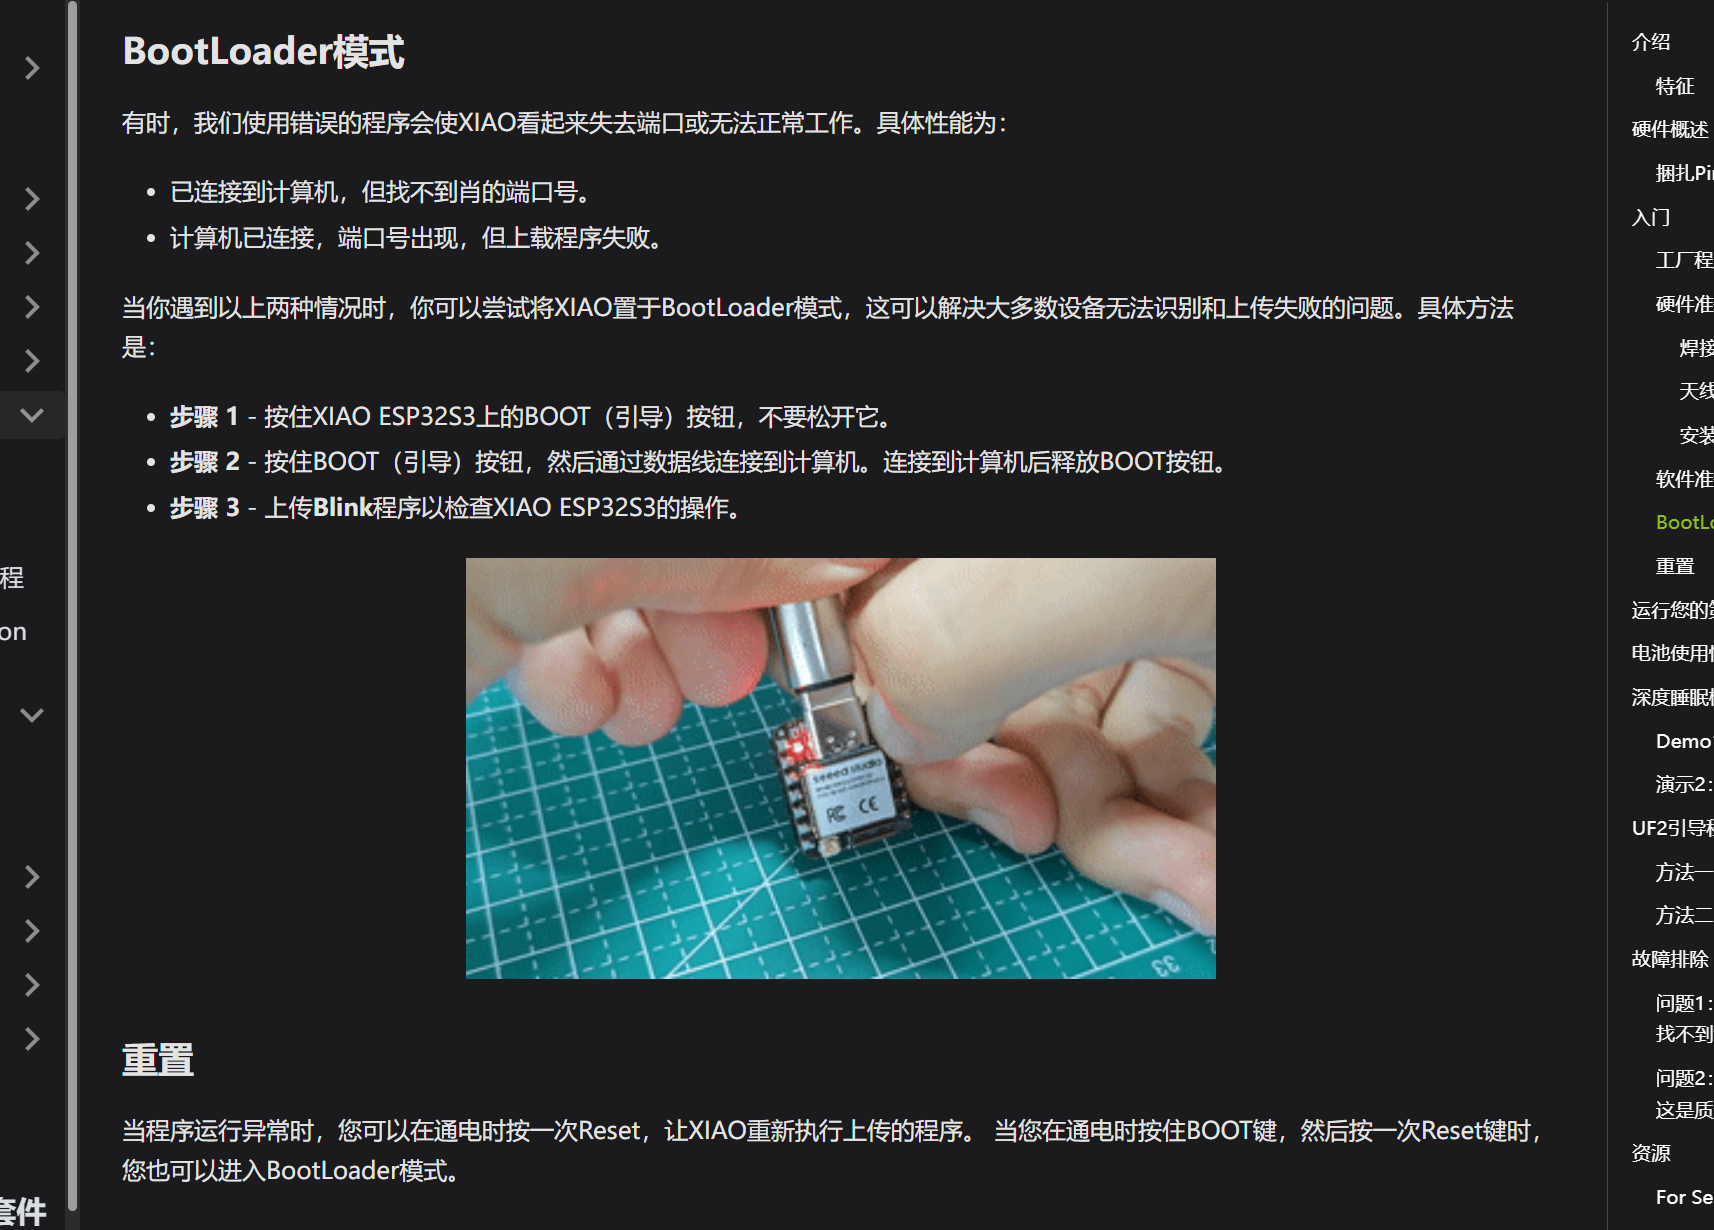 BootLoader模式
有时，我们使用错误的程序会使XIAO看起来失去端口或无法正常工作。具体性能为：
已连接到计算机，但找不到肖的端口号。
计算机已连接，端口号出现，但上载程序失败。
当你遇到以上两种情况时，你可以尝试将XIAO置于BootLoader模式，这可以解决大多数设备无法识别和上传失败的问题。具体方法
是：
步骤 1 - 按住XIAO ESP32S3上的BOOT（引导）按钮，不要松开它。
步骤 2 - 按住BOOT（引导）按钮，然后通过数据线连接到计算机。连接到计算机后释放BOOT按钮。
步骤 3 - 上传Blink程序以检查XIAO ESP32S3的操作。
seeed studio
FC CE
33
重置
当程序运行异常时，您可以在通电时按一次Reset，让XIAO重新执行上传的程序。 当您在通电时按住BOOT键，然后按一次Reset键时，
您也可以进入BootLoader模式。
程
on
套件
介绍
特征
硬件概述
捆扎Pi
入门
工厂程
硬件准
焊接
天线
安装
软件准
BootLo
重置
运行您的
电池使用
深度睡眠
Demo
演示2：
UF2引导
方法一
方法二
故障排除
问题1：
找不到
问题2：
这是质
资源
For Se